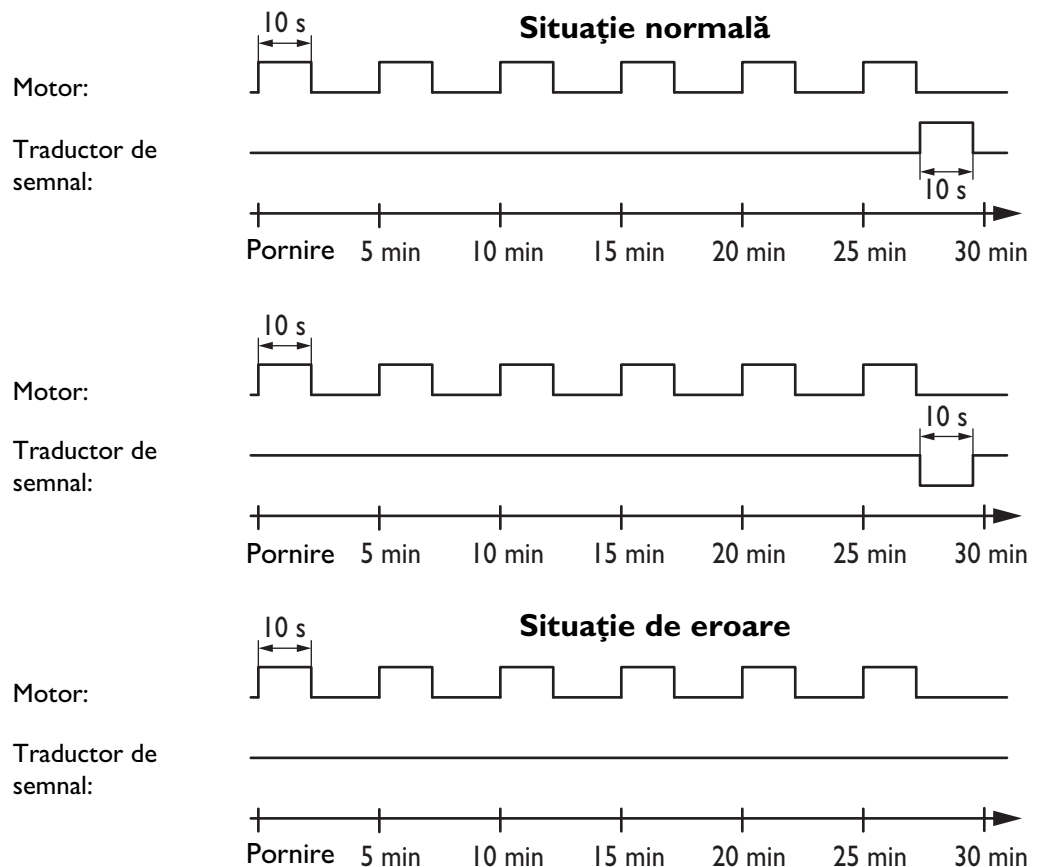 10 s
Situație normală
Motor:
Traductor de
semnal:
10 s
Pornire 5 min 10 min 15 min 20 min 25 min 30 min
10 s
Motor:
10 s
Traductor de
semnal:
Pornire 5 min 10 min 15 min 20 min 25 min 30 min
10 s
Situație de eroare
Motor:
Traductor de
semnal:
Pornire 5 min 10 min 15 min 20 min 25 min 30 min